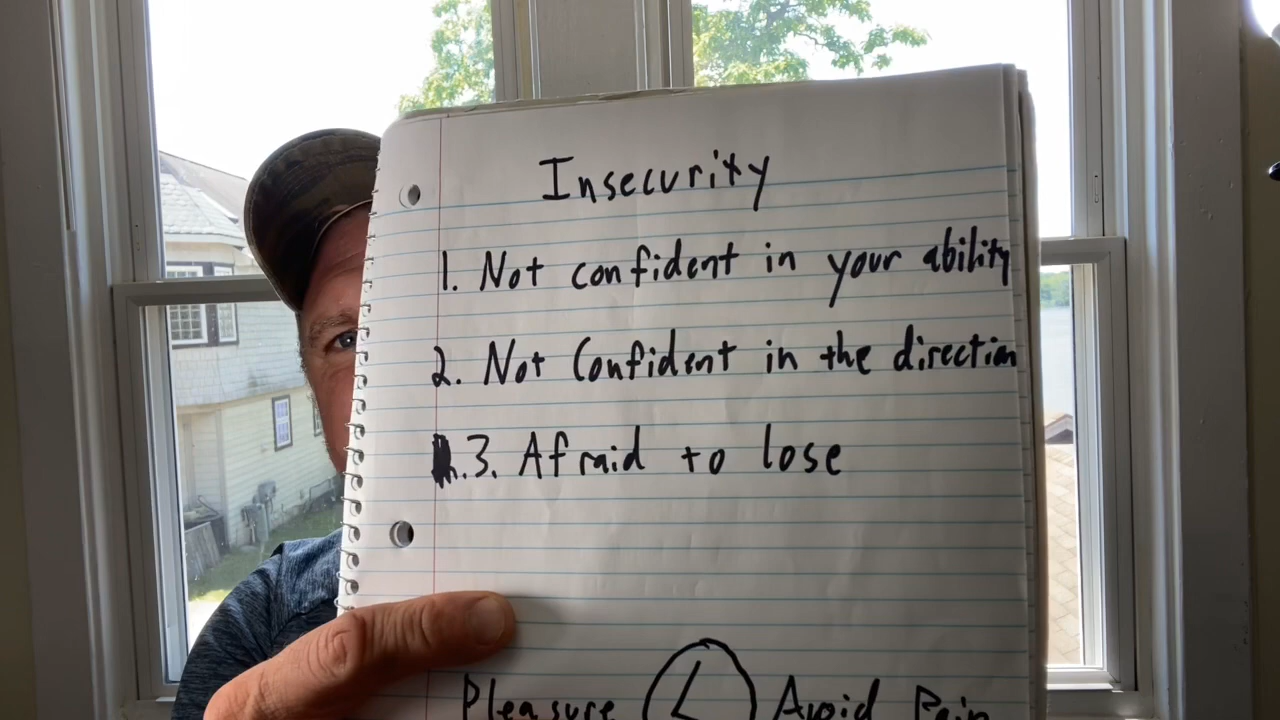 Insecurity
1. Not confident in your ability
2. Not Confident in the direction
3. Afraid to lose
Pleasure L Avoid Pain